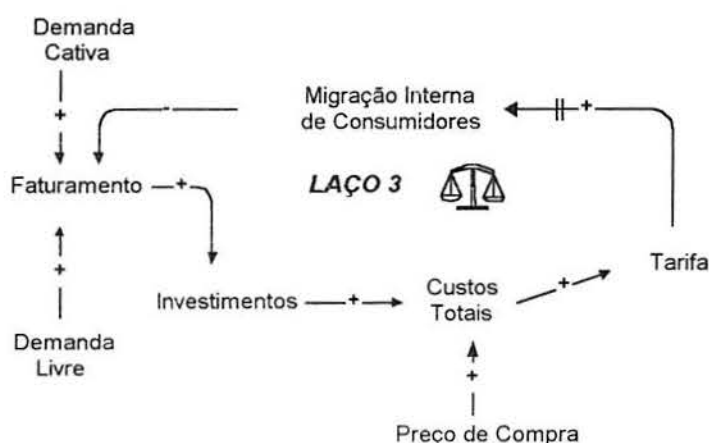 Demanda
Cativa
+
-
Migração Interna
de Consumidores
+
Faturamento
+
LAÇO 3
+
Tarifa
Investimentos
+
Custos
Totais
+
Demanda
Livre
+
Preço de Compra